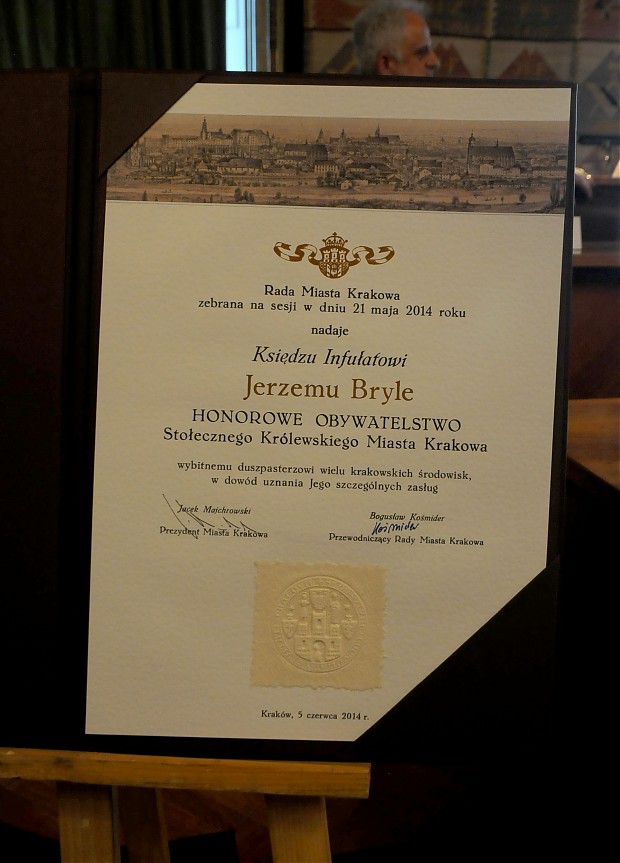 Rada Miasta Krakowa
zebrana na sesji w dniu 21 maja 2014 roku
nadaje
Księdzu Infułatowi
Jerzemu Bryle
HONOROWE OBYWATELSTWO
Stołecznego Królewskiego Miasta Krakowa
wybitnemu duszpasterzowi wielu krakowskich środowisk,
w dowód uznania Jego szczególnych zasług
Jacek Majchrowski
Prezydent Miasta Krakowa
Bogusław Kośmider
Kośmider
Przewodniczący Rady Miasta Krakowa
Kraków, 5 czerwca 2014 r.